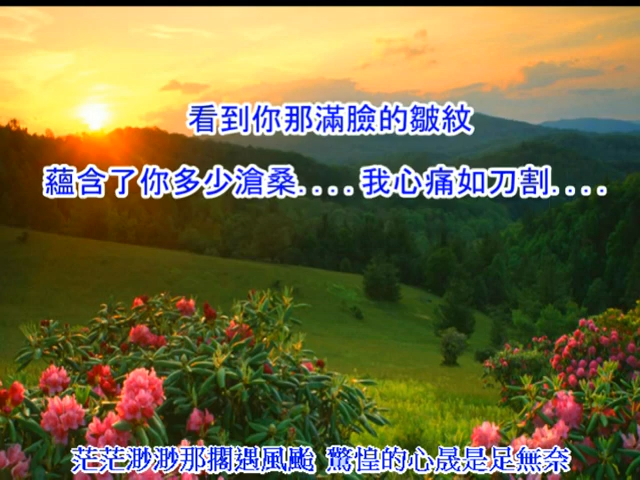 看到你那滿臉的皺紋
蘊含了你多少滄桑....我心痛如刀割....
茫茫渺渺那擱遇風颱 驚惶的心晟是足無奈